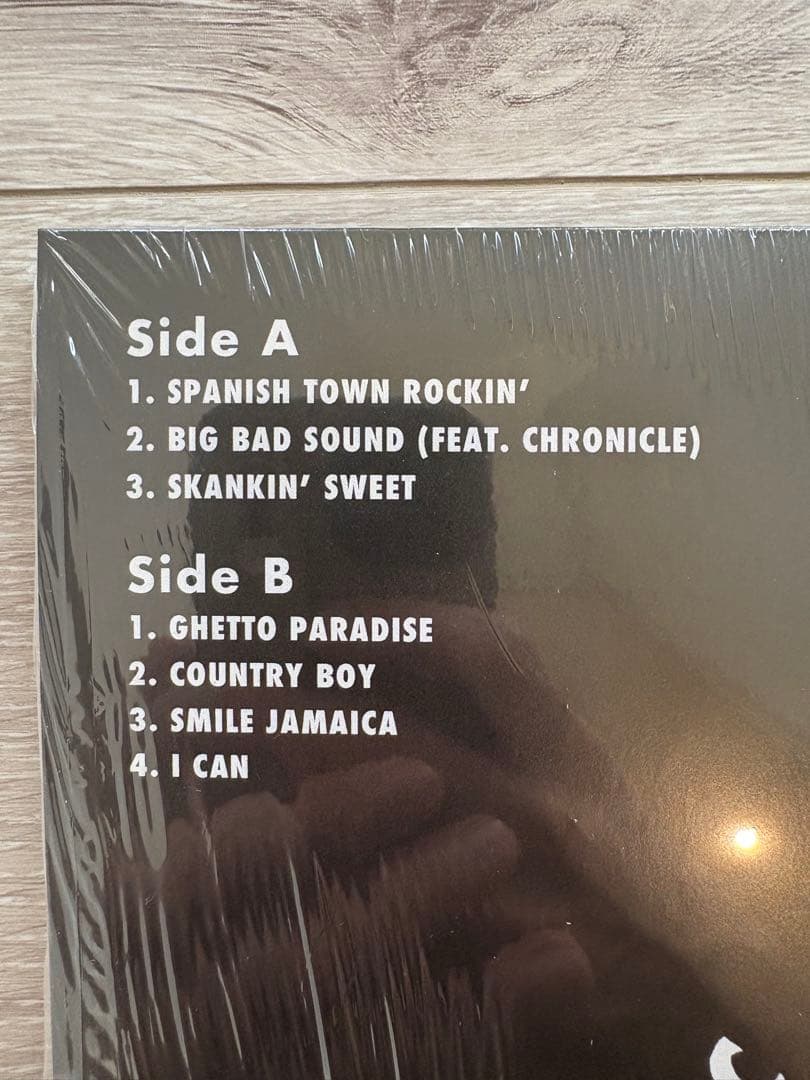 Side A
1. SPANISH TOWN ROCKIN'
2. BIG BAD SOUND (FEAT. CHRONICLE)
3. SKANKIN' SWEET
Side B
1. GHETTO PARADISE
2. COUNTRY BOY
3. SMILE JAMAICA
4. I CAN